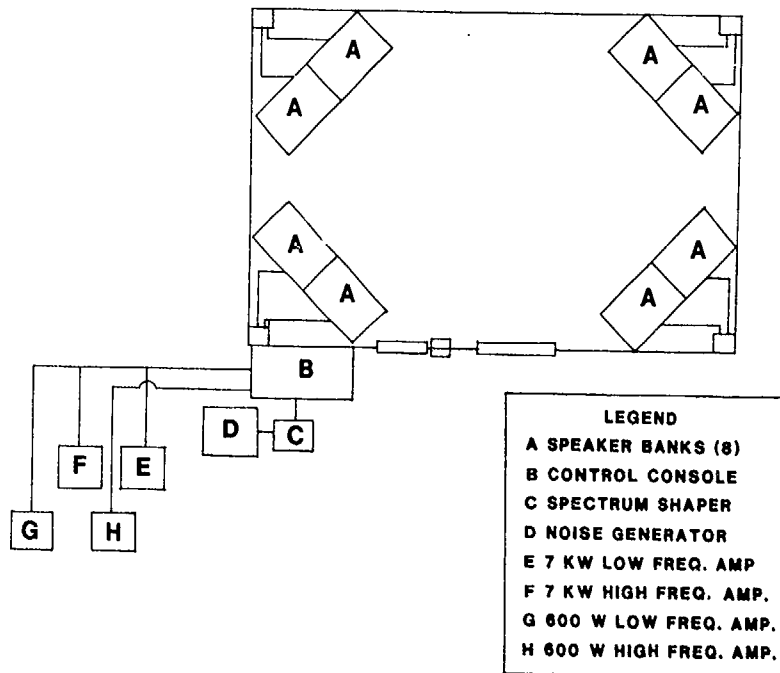 A
A
A
A
A
A
A
A
B
D
C
F
E
G
H
LEGEND
A SPEAKER BANKS (8)
B CONTROL CONSOLE
C SPECTRUM SHAPER
D NOISE GENERATOR
E 7 KW LOW FREQ. AMP
F 7 KW HIGH FREQ. AMP.
G 600 W LOW FREQ. AMP.
H 600 W HIGH FREQ. AMP.